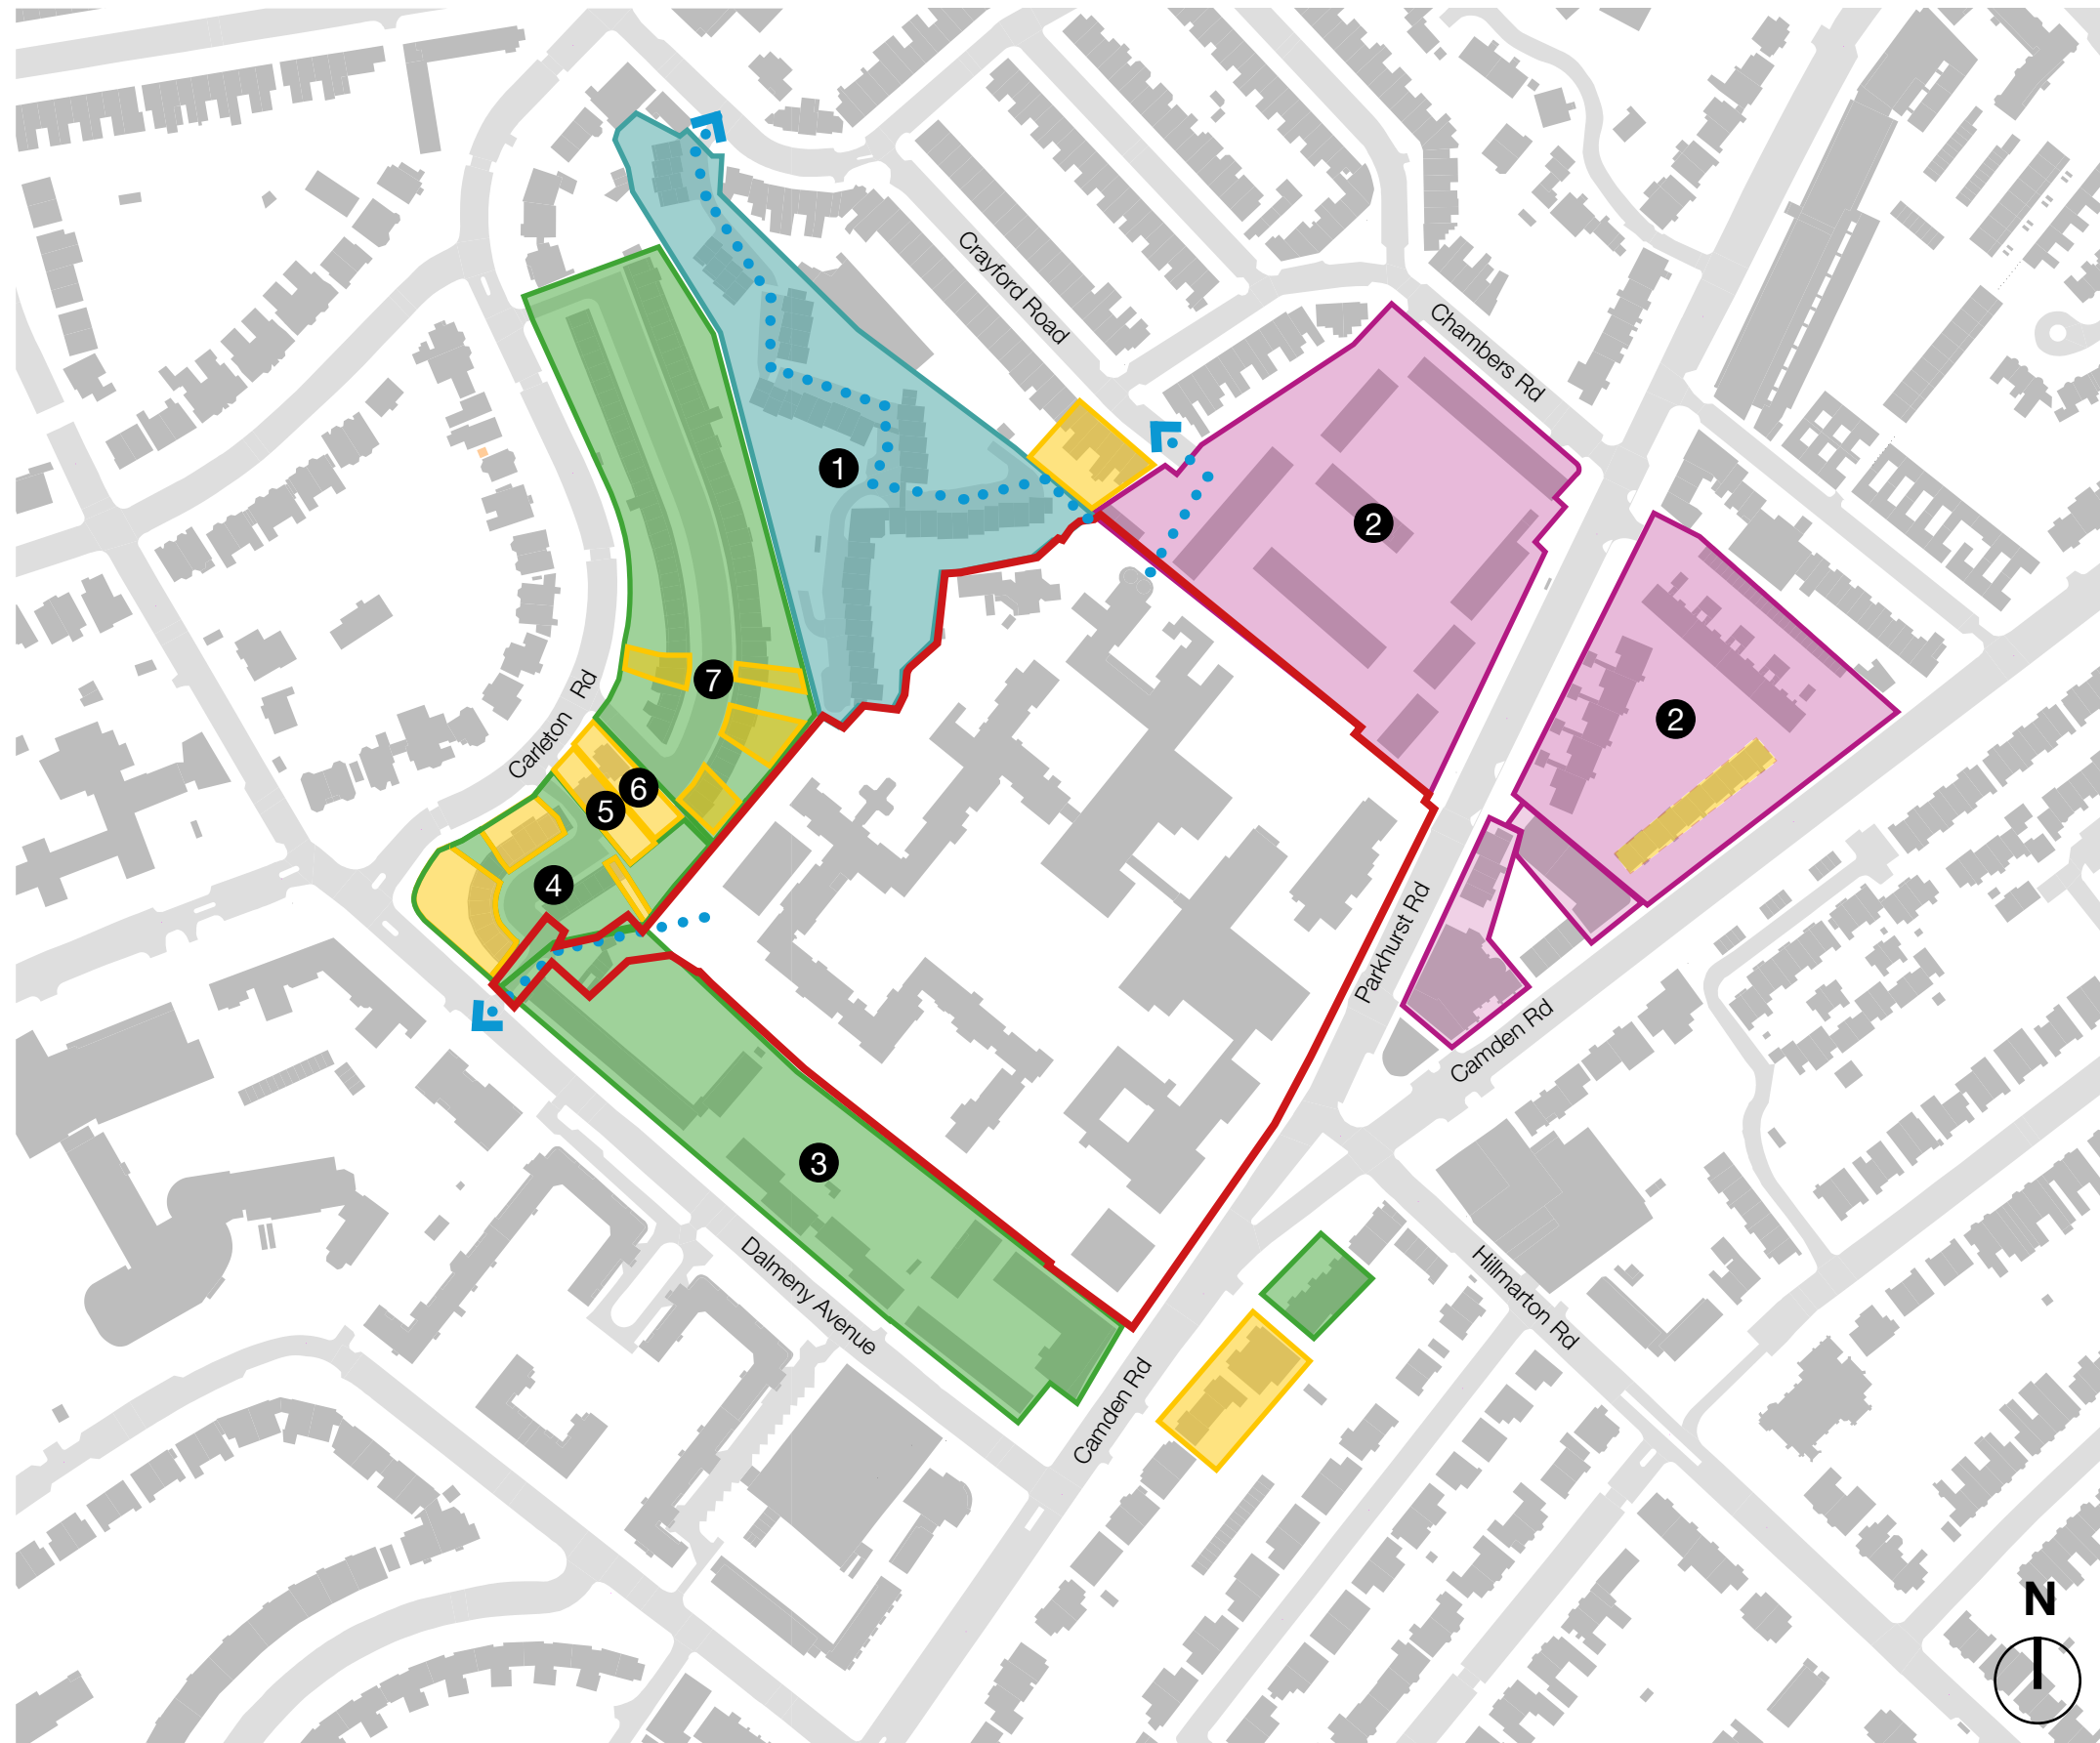 Crayford Road
Chambers Rd
1
2
7
Carleton Rd
2
6
5
4
Parkhurst Rd
Camden Rd
3
Dalmeny Avenue
Hillmarton Rd
Camden Rd
N